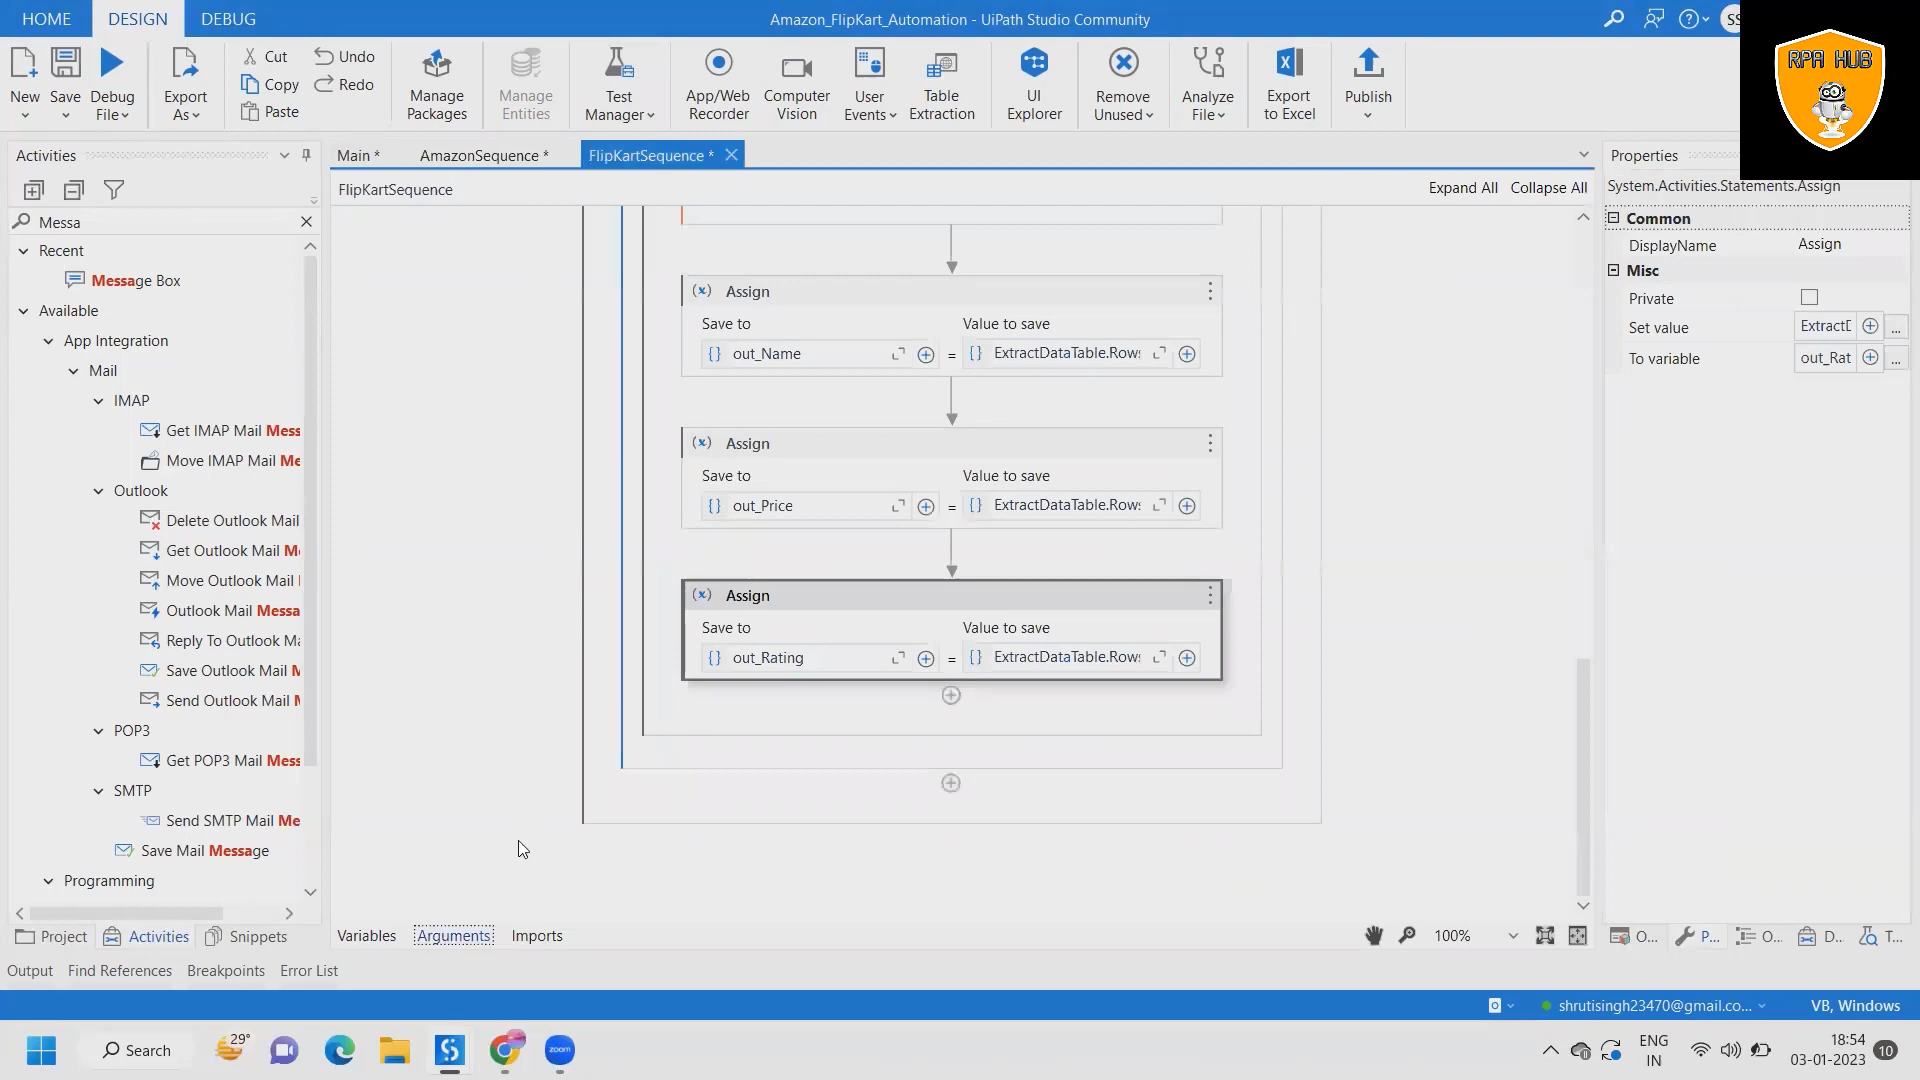 HOME
DESIGN
DEBUG
Amazon_FlipKart_Automation - UiPath Studio Community
SS
RPA HUB
New
Save
Debug File
Export As
Cut
Copy
Paste
Undo
Redo
Manage Packages
Manage Entities
Test Manager
App/Web Recorder
Computer Vision
User Events
Table Extraction
UI Explorer
Remove Unused
Analyze File
Export to Excel
Publish
Activities
Main *
AmazonSequence *
FlipKartSequence *
Properties
FlipKartSequence
Expand All
Collapse All
System.Activities.Statements.Assign
Messa
Recent
Message Box
Available
App Integration
Mail
IMAP
Get IMAP Mail Mess
Move IMAP Mail Me
Outlook
Delete Outlook Mail
Get Outlook Mail M
Move Outlook Mail
Outlook Mail Messa
Reply To Outlook Ma
Save Outlook Mail M
Send Outlook Mail M
POP3
Get POP3 Mail Mess
SMTP
Send SMTP Mail Me
Save Mail Message
Programming
Assign
Save to
Value to save
out_Name
=
ExtractDataTable.Row
Assign
Save to
Value to save
out_Price
=
ExtractDataTable.Row
Assign
Save to
Value to save
out_Rating
=
ExtractDataTable.Row
Common
DisplayName
Assign
Misc
Private
Set value
Extract
...
To variable
out_Rat
...
Project
Activities
Snippets
Variables
Arguments
Imports
100%
O...
P...
O...
D...
T...
Output
Find References
Breakpoints
Error List
shrutisingh23470@gmail.co...
VB, Windows
29°
Search
zoom
ENG
IN
18:54
03-01-2023
10